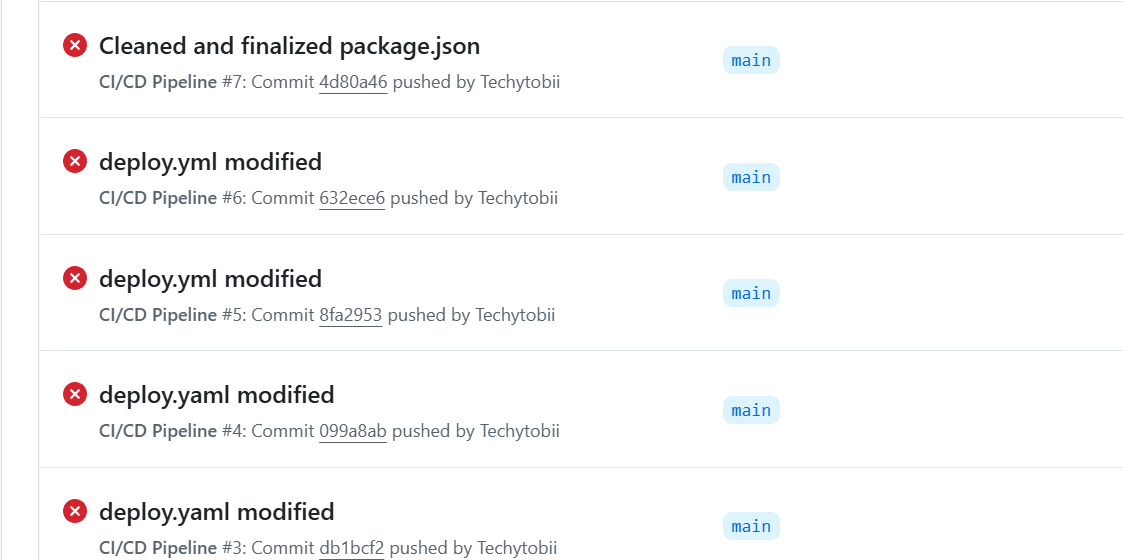 Cleaned and finalized package.json
main
CI/CD Pipeline #7: Commit 4d80a46 pushed by Techytobii
deploy.yml modified
main
CI/CD Pipeline #6: Commit 632ece6 pushed by Techytobii
deploy.yml modified
main
CI/CD Pipeline #5: Commit 8fa2953 pushed by Techytobii
deploy.yaml modified
main
CI/CD Pipeline #4: Commit 099a8ab pushed by Techytobii
deploy.yaml modified
main
CI/CD Pipeline #3: Commit db1bcf2 pushed by Techytobii